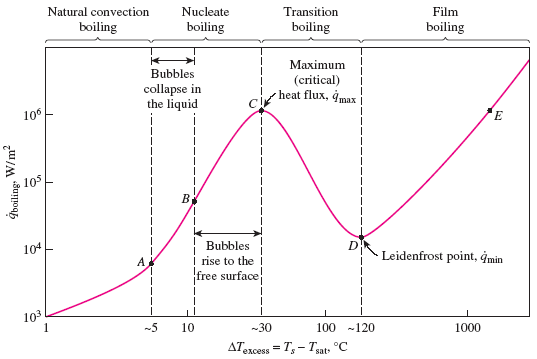 Natural convection boiling
Nucleate boiling
Transition boiling
Film boiling
Bubbles
collapse in
the liquid
Maximum
(critical)
heat flux, q̇max
C
10⁶
E
q̇boiling, W/m²
10⁵
B
10⁴
A
Bubbles
rise to the
free surface
D
Leidenfrost point, q̇min
10³
1 ~5 10 ~30 100 ~120 1000
ΔTexcess = Ts – Tsat, °C